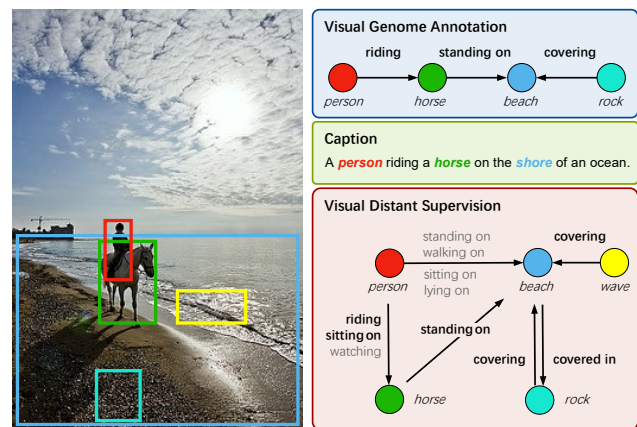 Visual Genome Annotation
riding standing on covering
person horse beach rock
Caption
A person riding a horse on the shore of an ocean.
Visual Distant Supervision
standing on
walking on
covering
sitting on
lying on
person beach wave
riding
sitting on
watching
standing on
covering covered in
horse rock